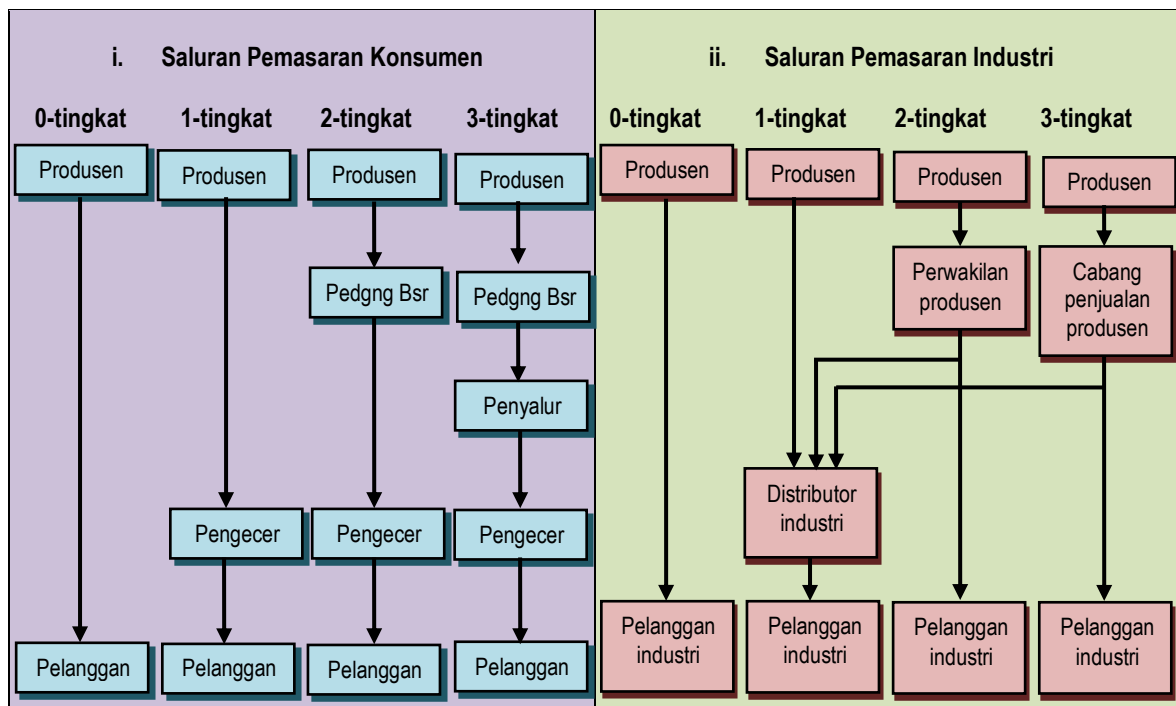 i. Saluran Pemasaran Konsumen
0-tingkat 1-tingkat 2-tingkat 3-tingkat
Produsen Produsen Produsen Produsen
Pedgng Bsr Pedgng Bsr
Penyalur
Pengecer Pengecer Pengecer
Pelanggan Pelanggan Pelanggan Pelanggan
ii. Saluran Pemasaran Industri
0-tingkat 1-tingkat 2-tingkat 3-tingkat
Produsen Produsen Produsen Produsen
Perwakilan
produsen
Cabang
penjualan
produsen
Distributor
industri
Pelanggan
industri
Pelanggan
industri
Pelanggan
industri
Pelanggan
industri